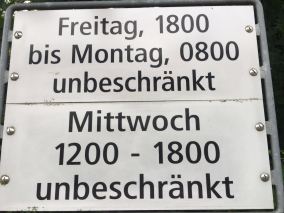 Freitag, 1800
bis Montag, 0800
unbeschränkt
Mittwoch
1200 - 1800
unbeschränkt